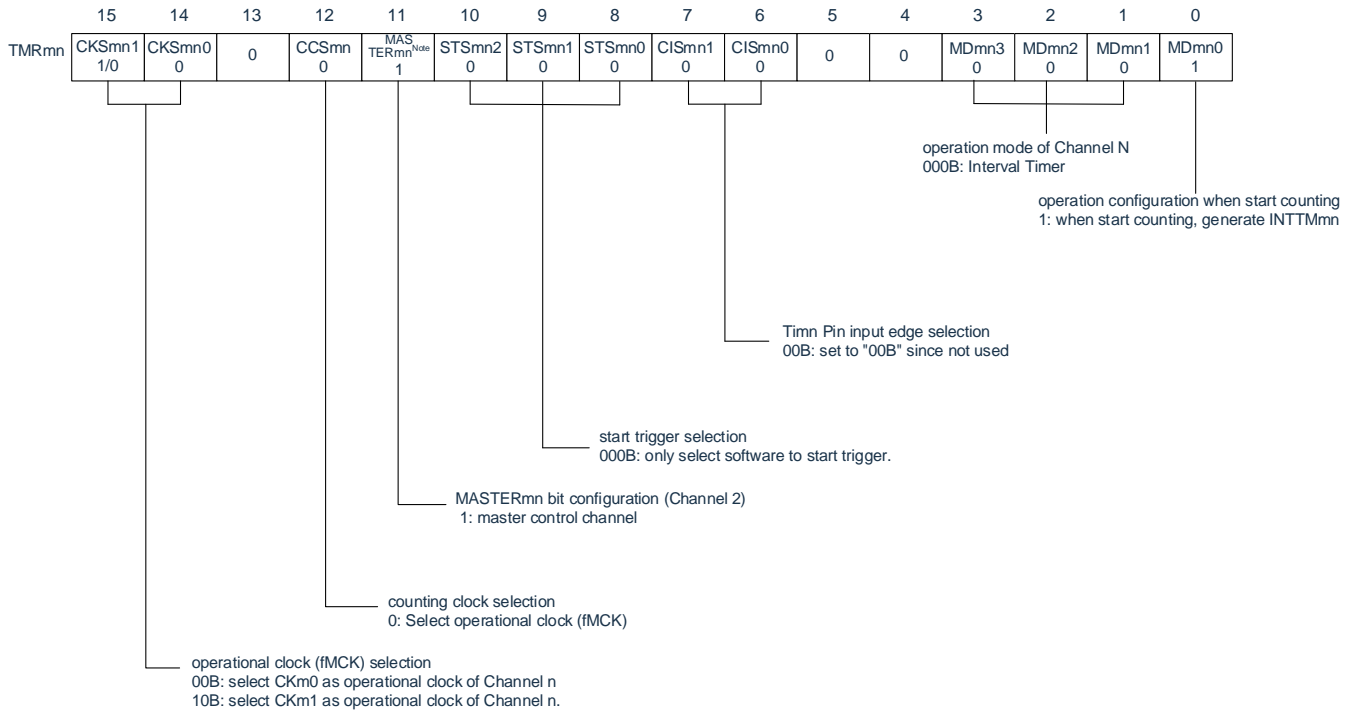 15 14 13 12 11 10 9 8 7 6 5 4 3 2 1 0
TMRmn CKSmn1 CKSmn0 0 CCSmn MAS STSmn2 STSmn1 STSmn0 CISmn1 CISmn0 0 0 MDmn3 MDmn2 MDmn1 MDmn0
TERmnNote
1/0 0 0 1 0 0 0 0 0 0 0 0 1
operation mode of Channel N
000B: Interval Timer
operation configuration when start counting
1: when start counting, generate INTTMmn
Timn Pin input edge selection
00B: set to "00B" since not used
start trigger selection
000B: only select software to start trigger.
MASTERmn bit configuration (Channel 2)
1: master control channel
counting clock selection
0: Select operational clock (fMCK)
operational clock (fMCK) selection
00B: select CKm0 as operational clock of Channel n
10B: select CKm1 as operational clock of Channel n.